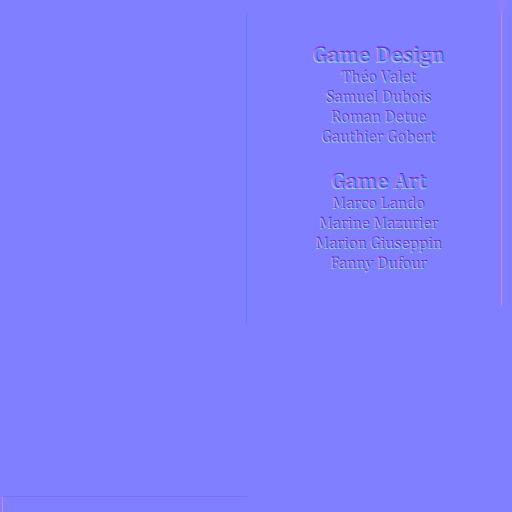 Game Design
Théo Valet
Samuel Dubois
Roman Detue
Gauthier Gobert
Game Art
Marco Lando
Marine Mazurier
Marion Giuseppin
Fanny Dufour